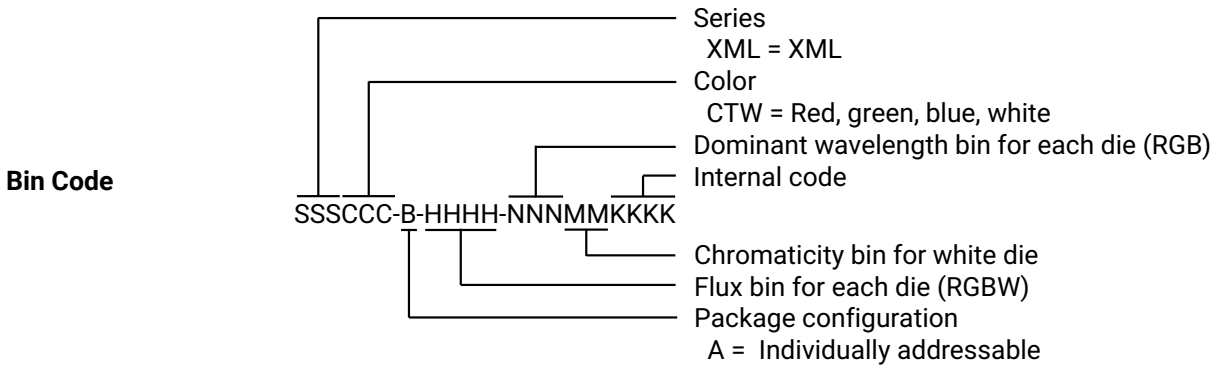 Series
XML = XML
Color
CTW = Red, green, blue, white
Dominant wavelength bin for each die (RGB)
Internal code
Bin Code
SSSCCC-B-HHHH-NNNMMKKKK
Chromaticity bin for white die
Flux bin for each die (RGBW)
Package configuration
A = Individually addressable